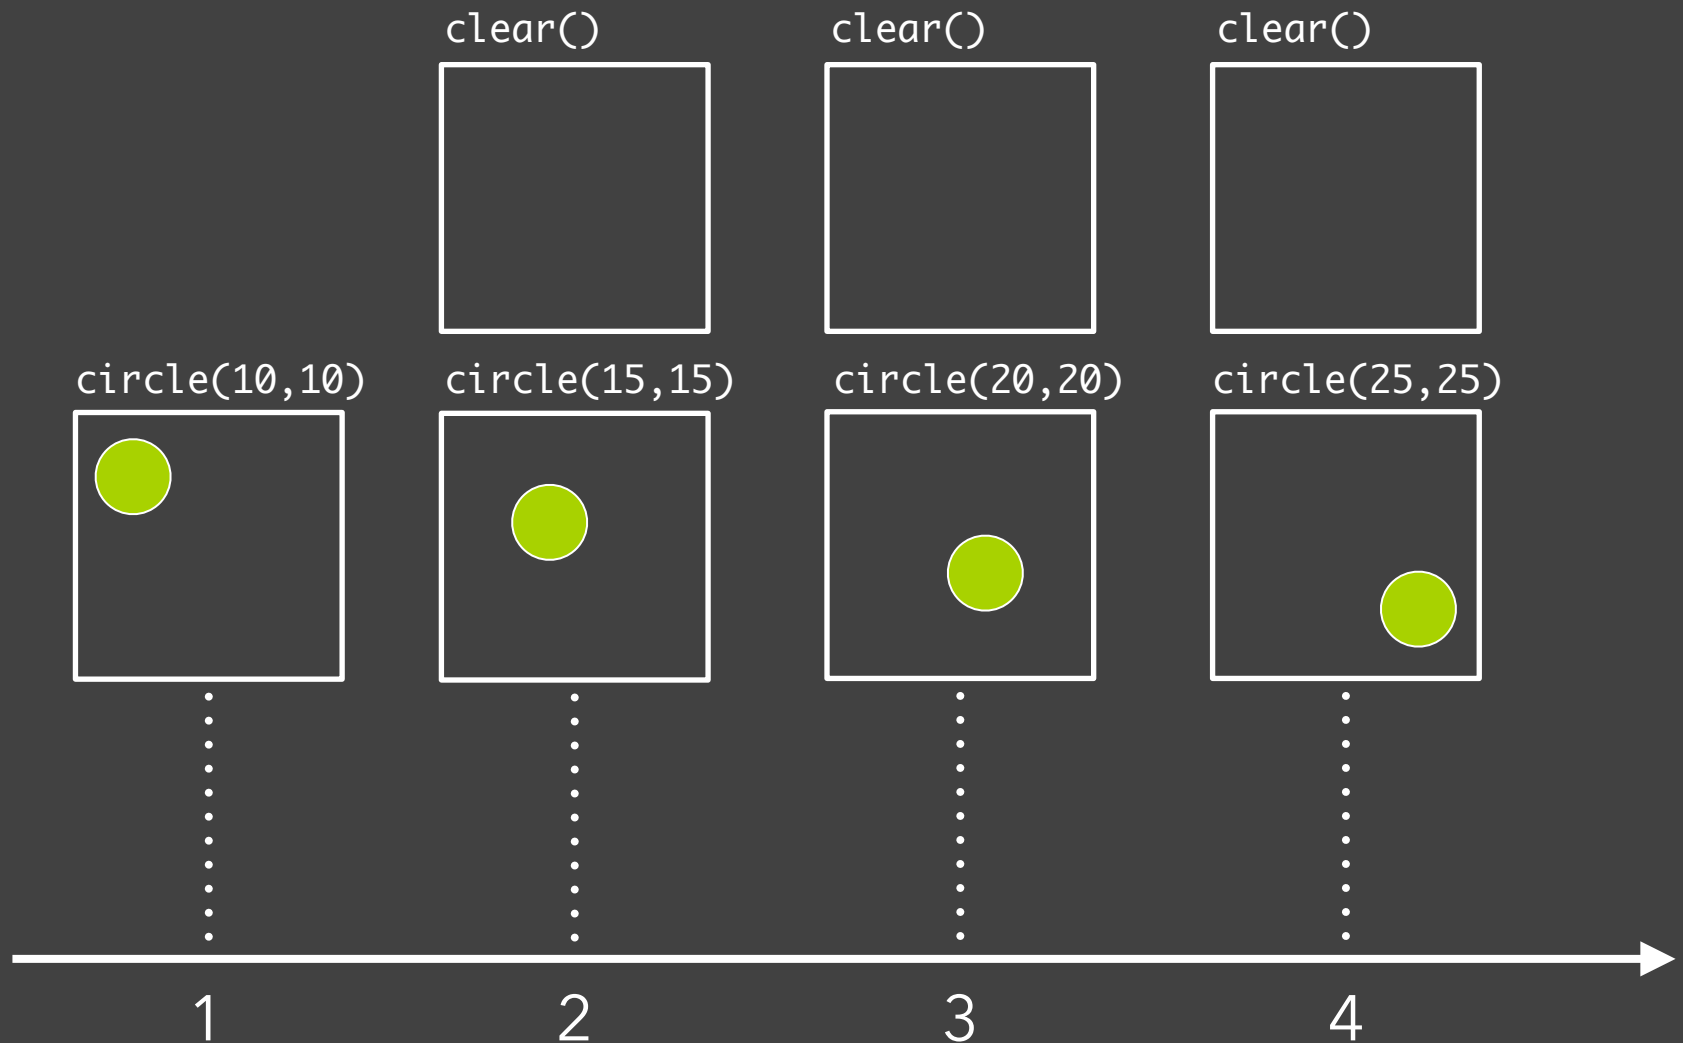 clear() clear() clear()
circle(10,10) circle(15,15) circle(20,20) circle(25,25)
1 2 3 4